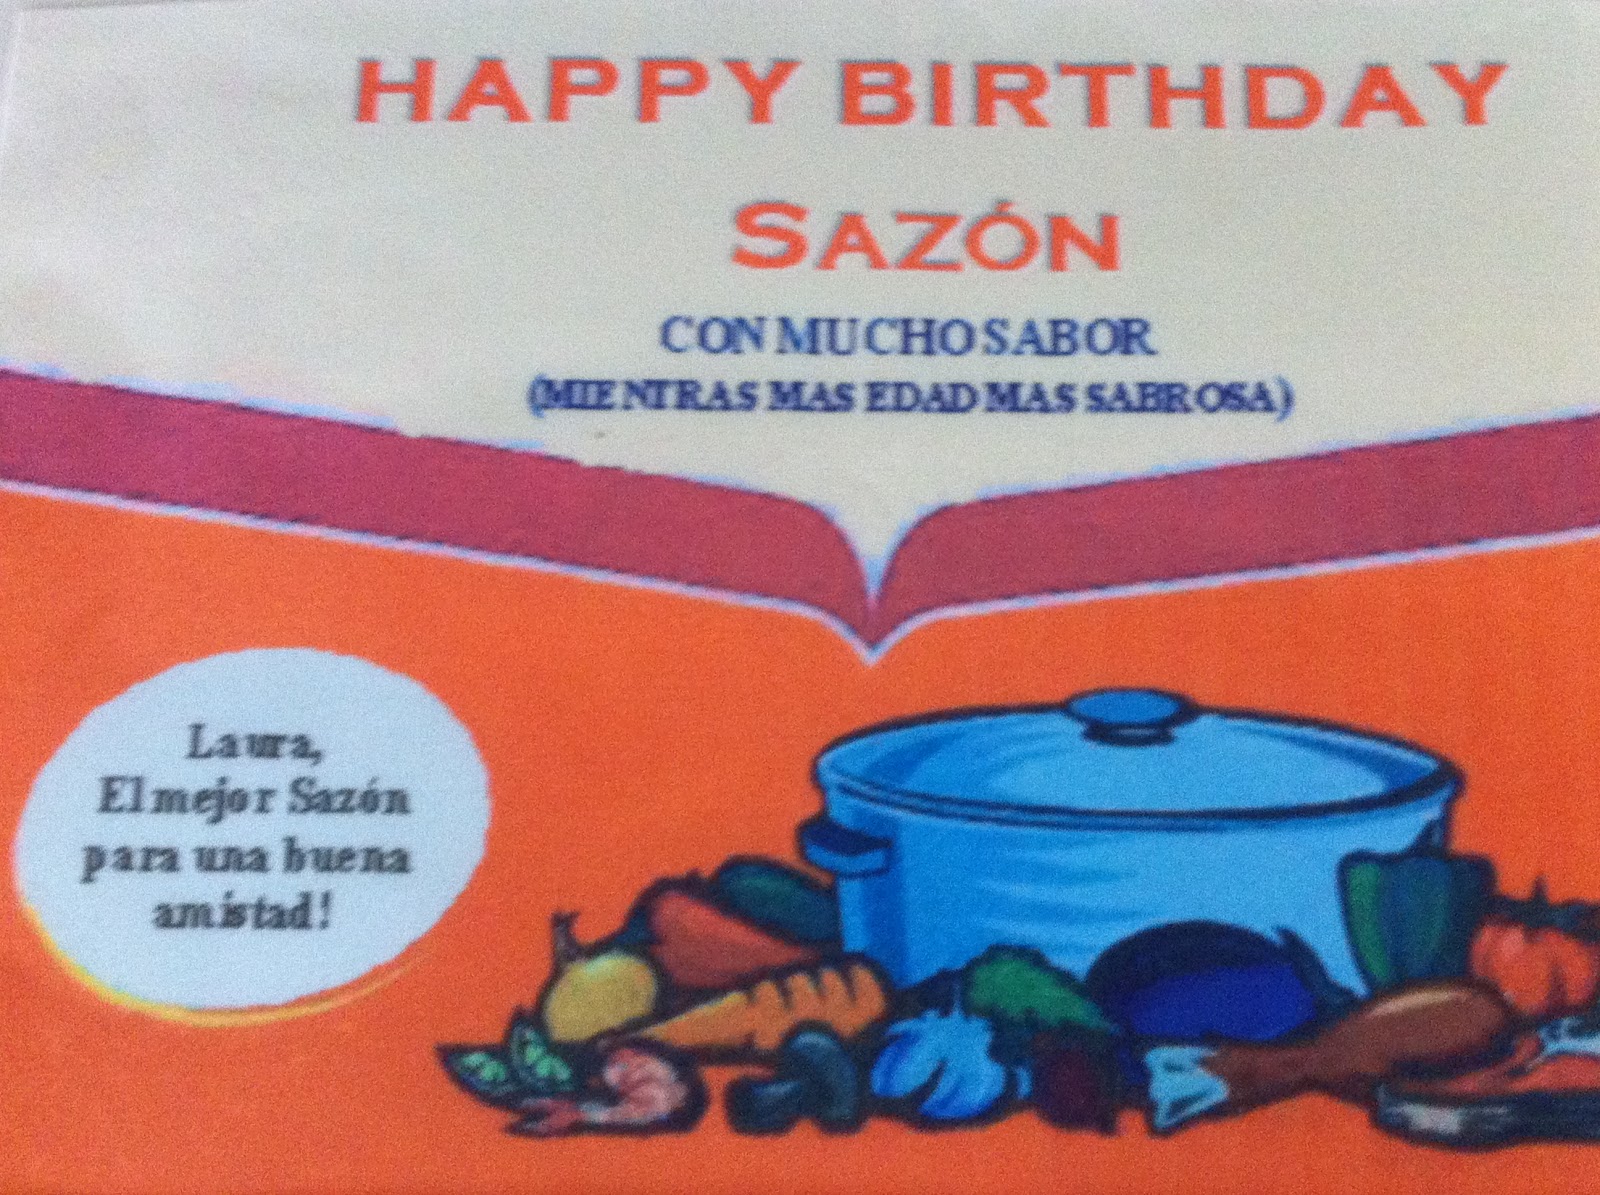 HAPPY BIRTHDAY
SAZÓN
CON MUCHO SABOR
(MIENTRAS MAS EDAD MAS SABROSA)
Laura,
El mejor Sazón
para una buena
amistad!